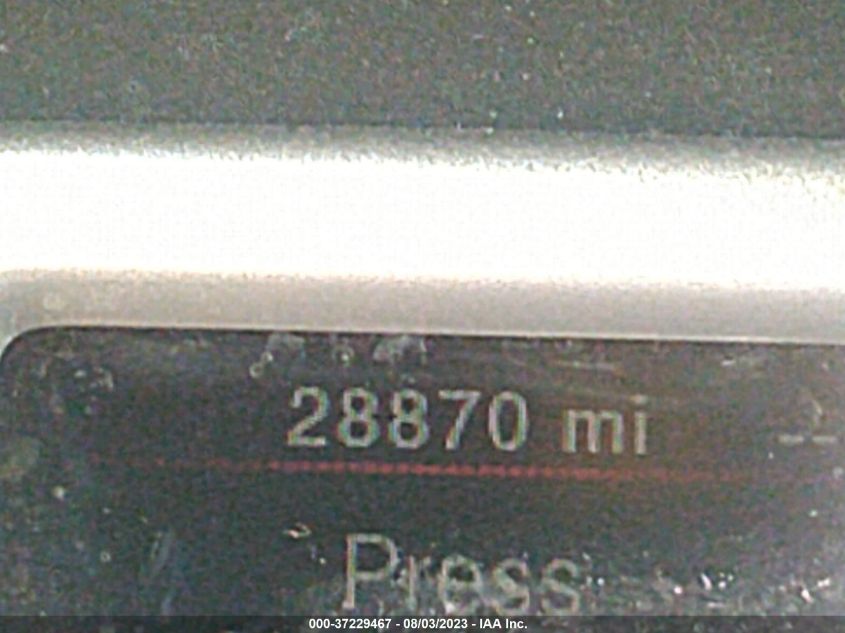 28870 mi
--
Press
000-37229467 - 08/03/2023 - IAA Inc.